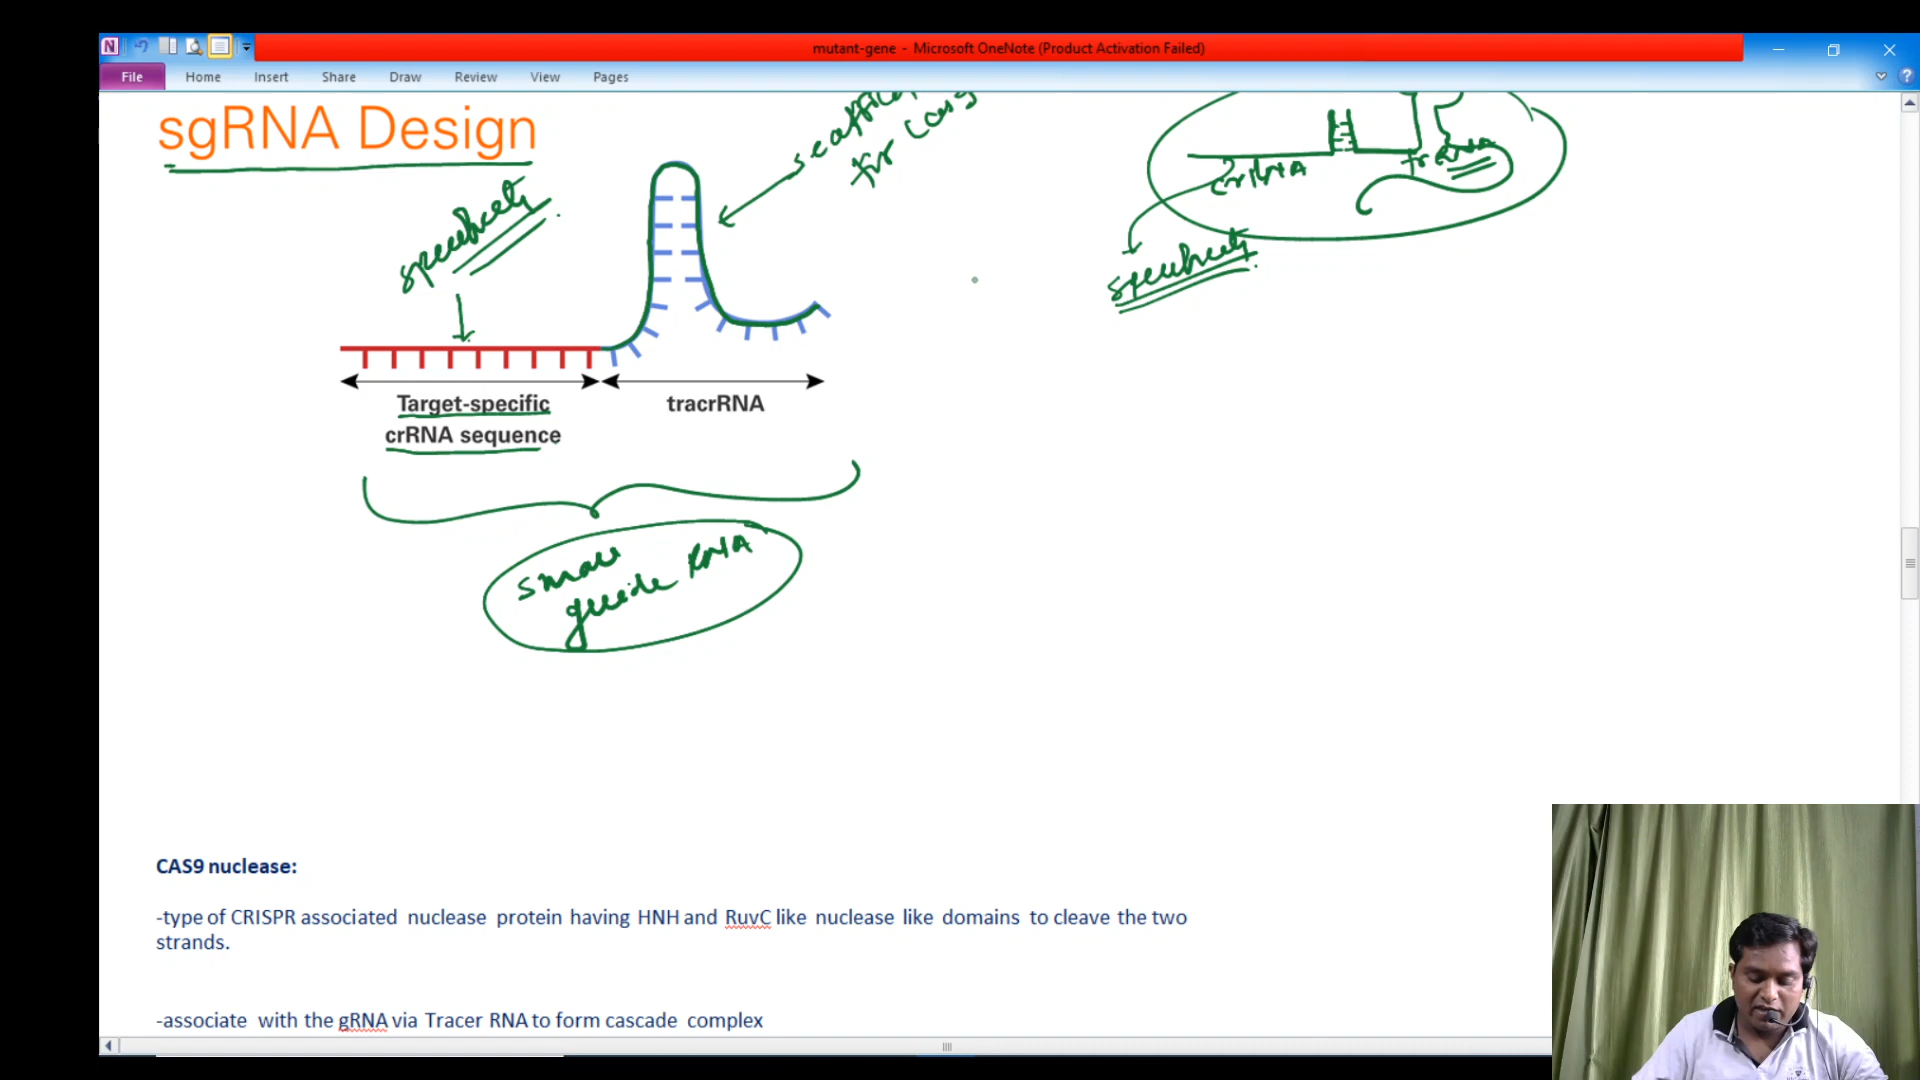 mutant-gene - Microsoft OneNote (Product Activation Failed)
File Home Insert Share Draw Review View Pages
sgRNA Design
scaffold
for Cas9
crRNA
specificity
specificity
Target-specific
crRNA sequence
tracrRNA
small
guide RNA
CAS9 nuclease:
-type of CRISPR associated nuclease protein having HNH and RuvC like nuclease like domains to cleave the two
strands.
-associate with the gRNA via Tracer RNA to form cascade complex